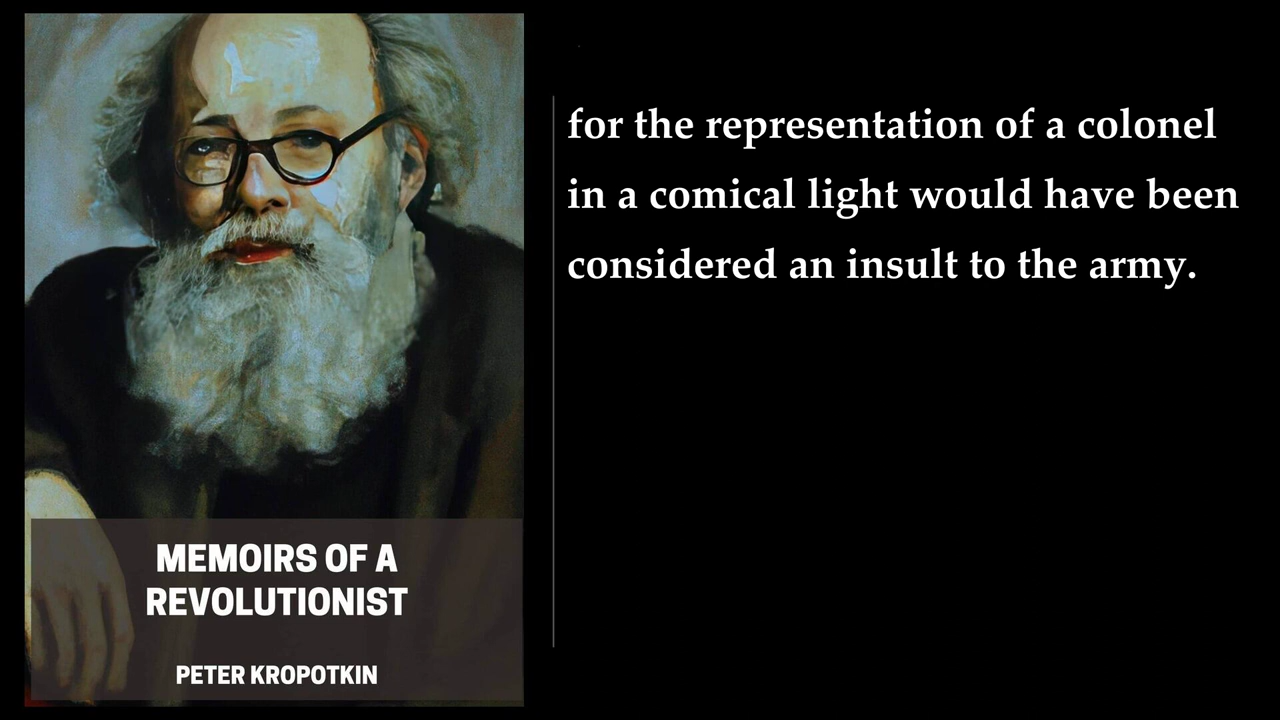 for the representation of a colonel
in a comical light would have been
considered an insult to the army.
MEMOIRS OF A
REVOLUTIONIST
PETER KROPOTKIN